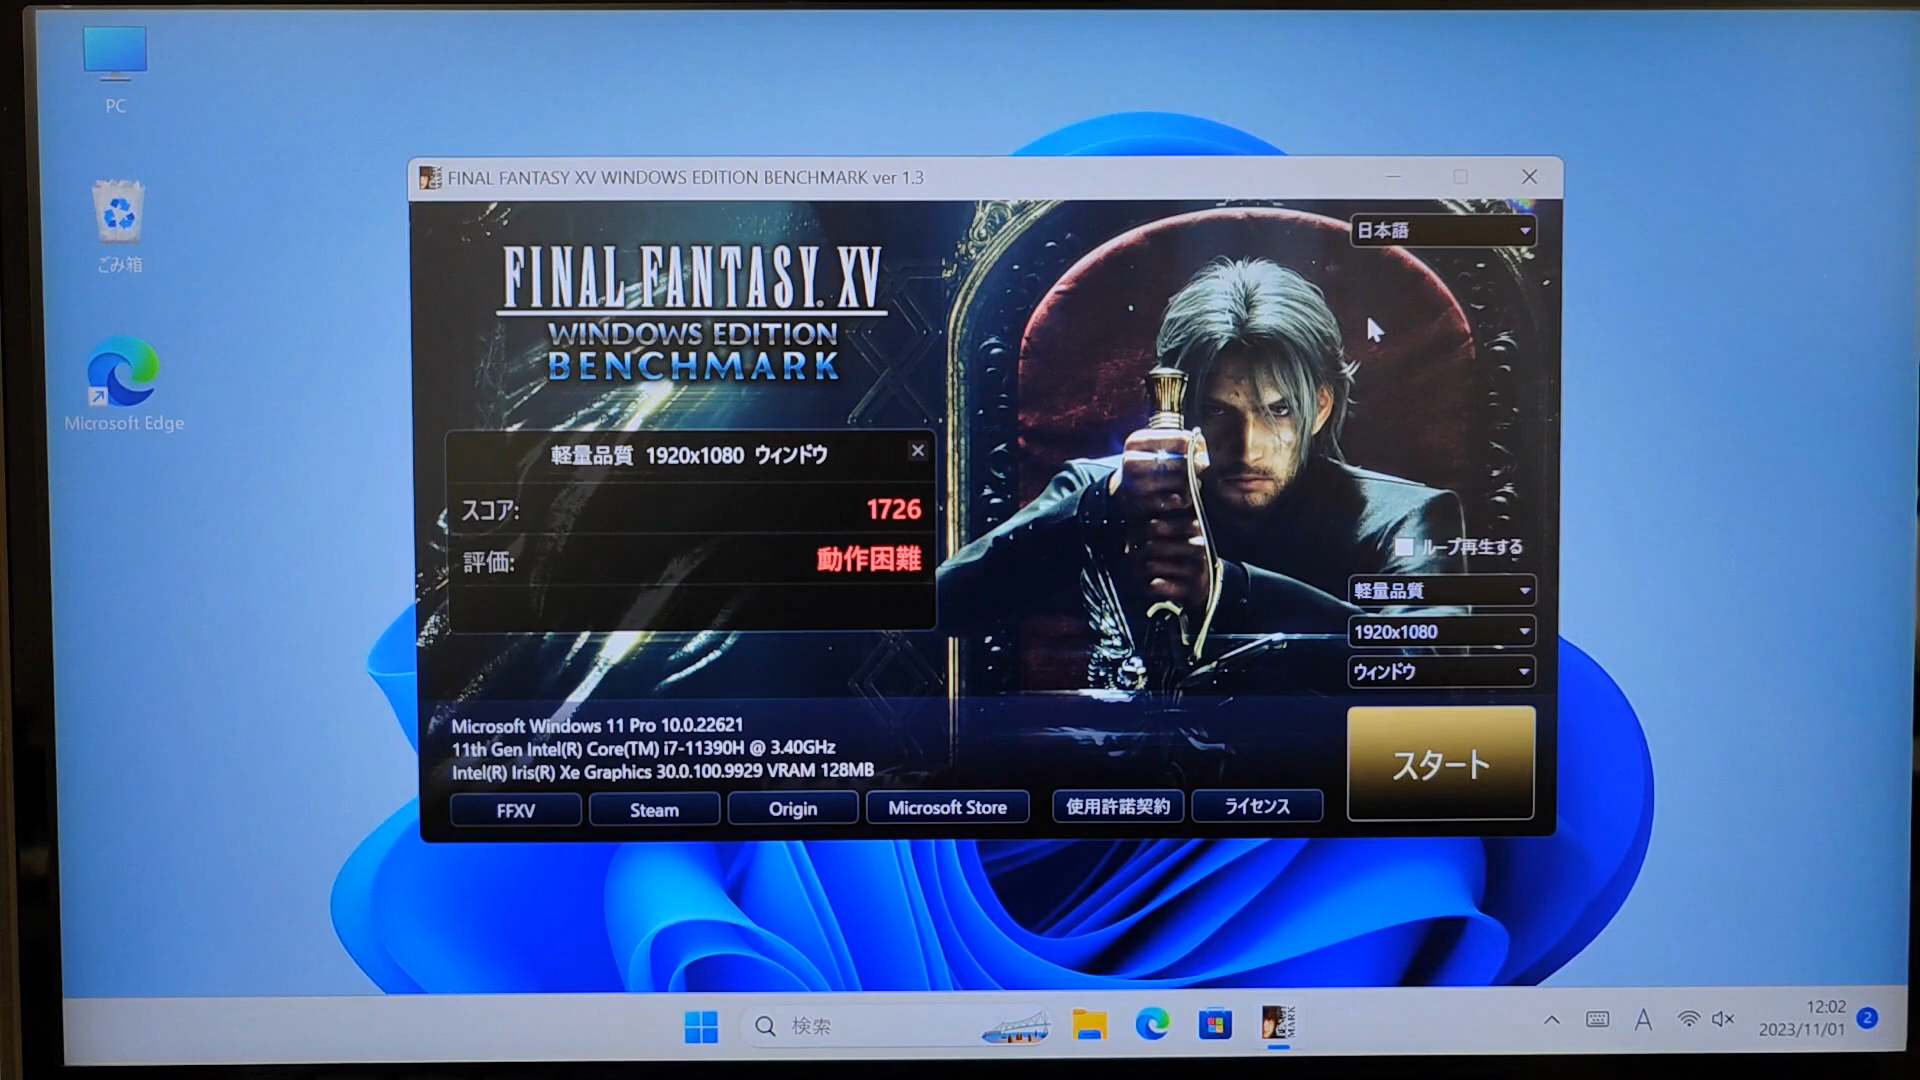 PC
ごみ箱
Microsoft Edge
FINAL FANTASY XV WINDOWS EDITION BENCHMARK ver 1.3
日本語
FINAL FANTASY XV
WINDOWS EDITION
BENCHMARK
軽量品質 1920x1080 ウィンドウ
スコア: 1726
評価: 動作困難
ループ再生する
軽量品質
1920x1080
ウィンドウ
スタート
Microsoft Windows 11 Pro 10.0.22621
11th Gen Intel(R) Core(TM) i7-11390H @ 3.40GHz
Intel(R) Iris(R) Xe Graphics 30.0.100.9929 VRAM 128MB
FFXV Steam Origin Microsoft Store 使用許諾契約 ライセンス
検索
A
12:02
2023/11/01
2